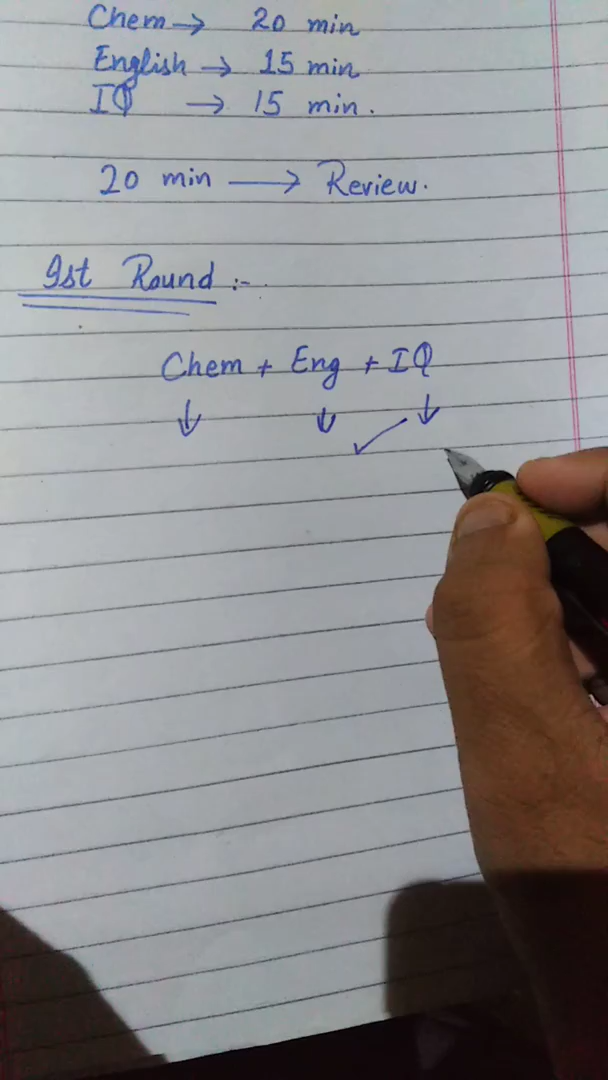 Chem → 20 min
English → 15 min
IQ → 15 min.
20 min → Review.
1st Round :-
Chem + Eng + IQ